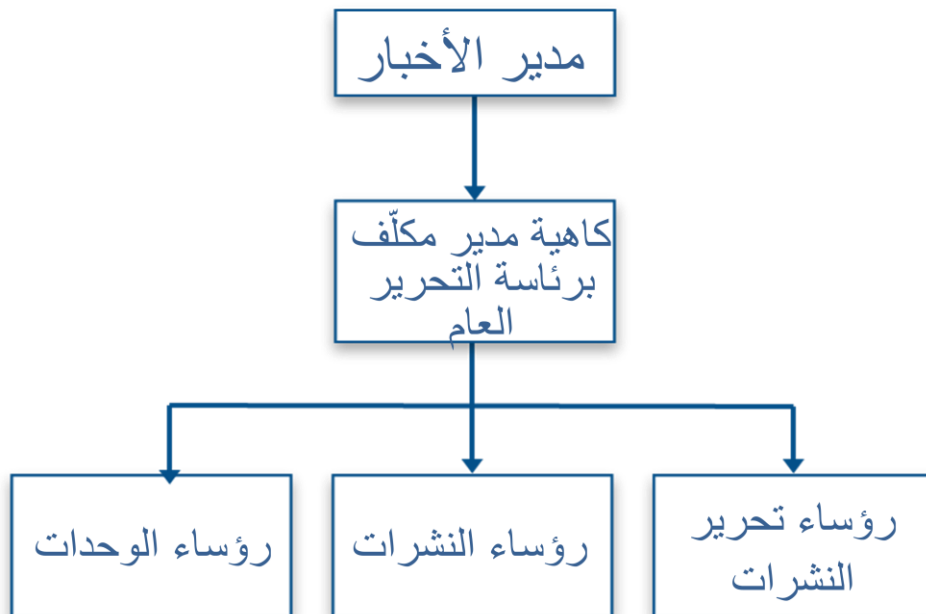 مدير الأخبار
كاهية مدير مكلّف
برئاسة التحرير
العام
رؤساء تحرير
النشرات
رؤساء النشرات
رؤساء الوحدات